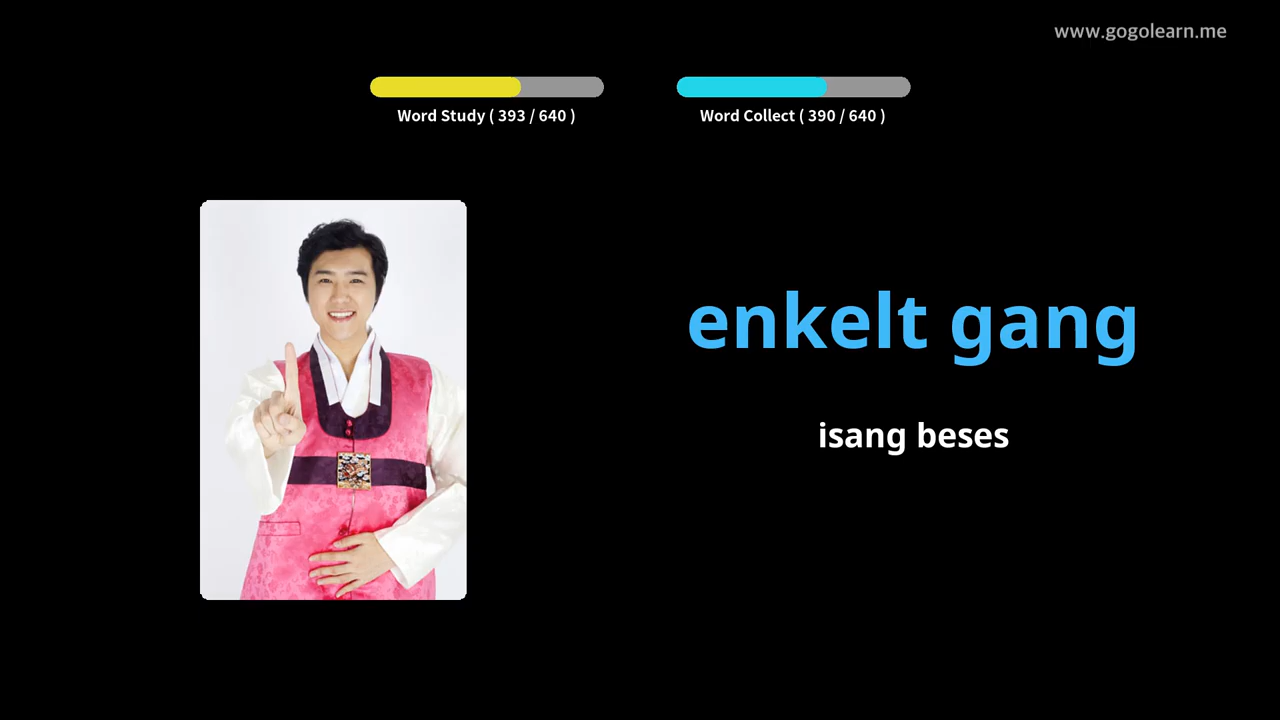 www.gogolearn.me
Word Study ( 393 / 640 )
Word Collect ( 390 / 640 )
enkelt gang
isang beses